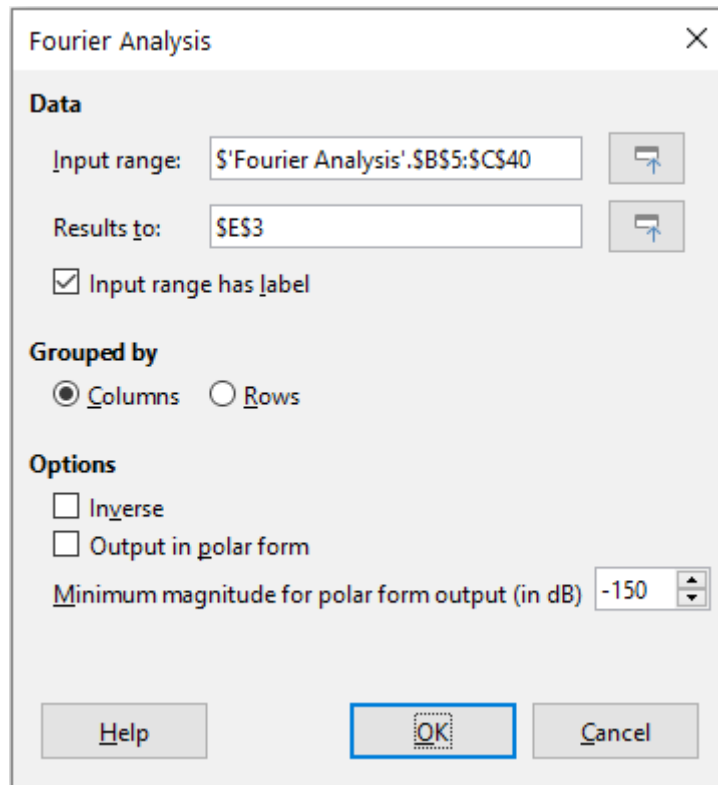 Fourier Analysis
Data
Input range: $'Fourier Analysis'.$B$5:$C$40
Results to: $E$3
Input range has label
Grouped by
Columns Rows
Options
Inverse
Output in polar form
Minimum magnitude for polar form output (in dB) -150
Help OK Cancel